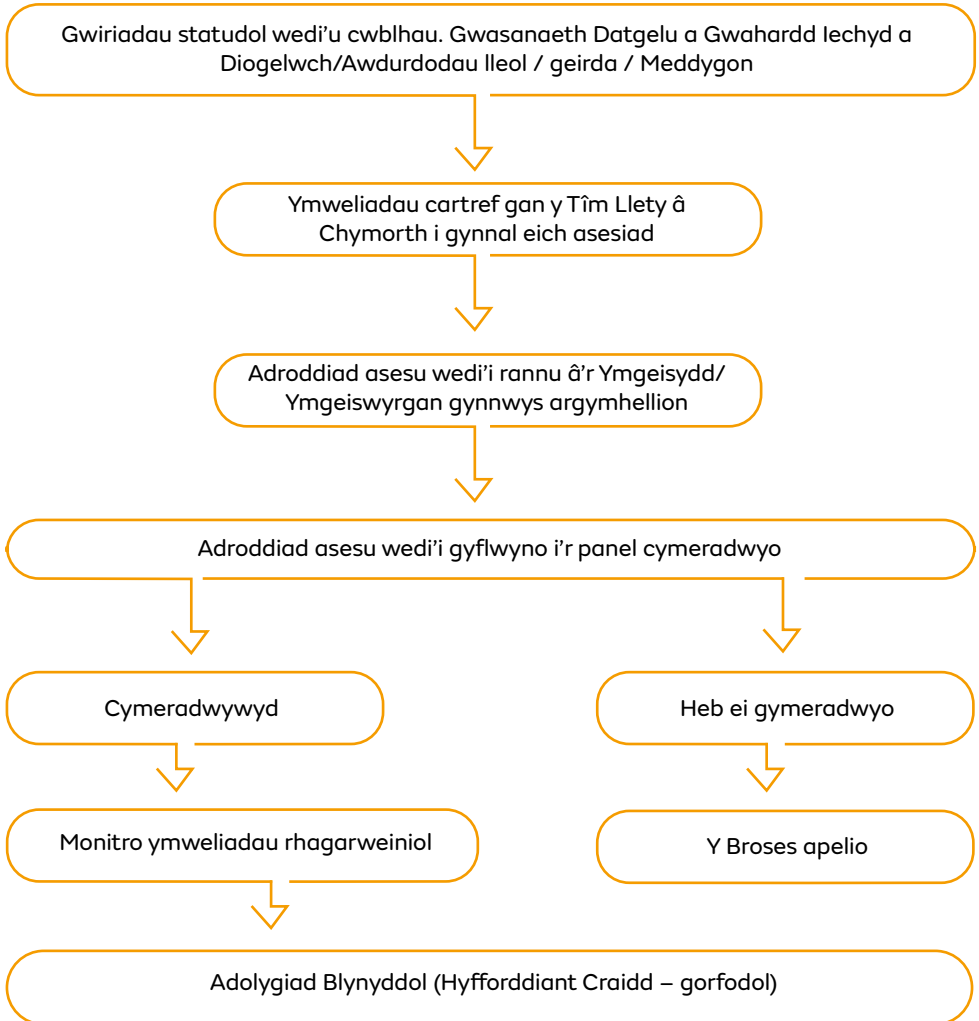 Gwiriadau statudol wedi’u cwblhau. Gwasanaeth Datgelu a Gwahardd Iechyd a
Diogelwch/Awdurdodau lleol / geirda / Meddygon
Ymweliadau cartref gan y Tîm Llety â
Chymorth i gynnal eich asesiad
Adroddiad asesu wedi’i rannu â’r Ymgeisydd/
Ymgeiswyrgan gynnwys argymhellion
Adroddiad asesu wedi’i gyflwyno i’r panel cymeradwyo
Cymeradwywyd
Heb ei gymeradwyo
Monitro ymweliadau rhagarweiniol
Y Broses apelio
Adolygiad Blynyddol (Hyfforddiant Craidd – gorfodol)